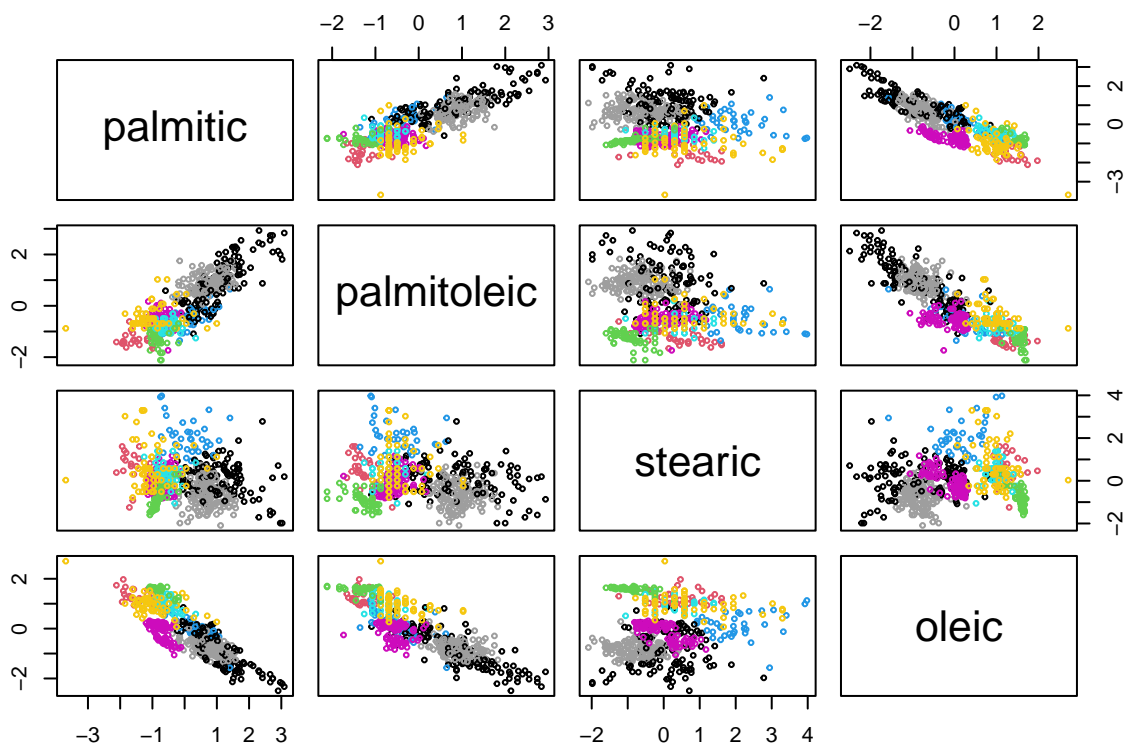 -2 -1 0 1 2 3 -2 0 2
palmitic -3 0 2
-2 0 2 palmitoleic
stearic -2 0 2 4
-2 0 2 oleic
-3 -1 1 2 3 -2 0 1 2 3 4